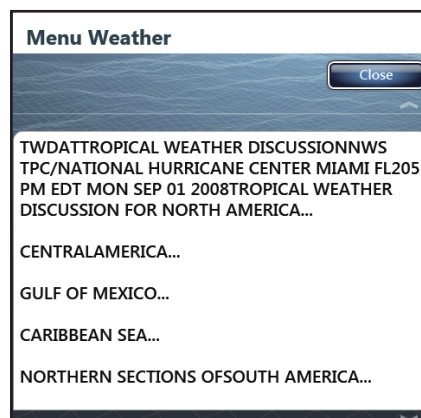 Menu Weather
Close
TWDATTROPICAL WEATHER DISCUSSIONNWS
TPC/NATIONAL HURRICANE CENTER MIAMI FL205
PM EDT MON SEP 01 2008TROPICAL WEATHER
DISCUSSION FOR NORTH AMERICA...
CENTRALAMERICA...
GULF OF MEXICO...
CARIBBEAN SEA...
NORTHERN SECTIONS OFSOUTH AMERICA...